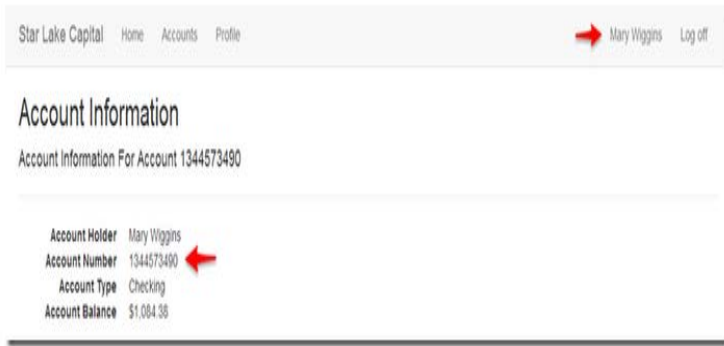 Star Lake Capital Home Accounts Profile Mary Wiggins Log off
Account Information
Account Information For Account 1344573490
Account Holder Mary Wiggins
Account Number 1344573490
Account Type Checking
Account Balance $1,084.38